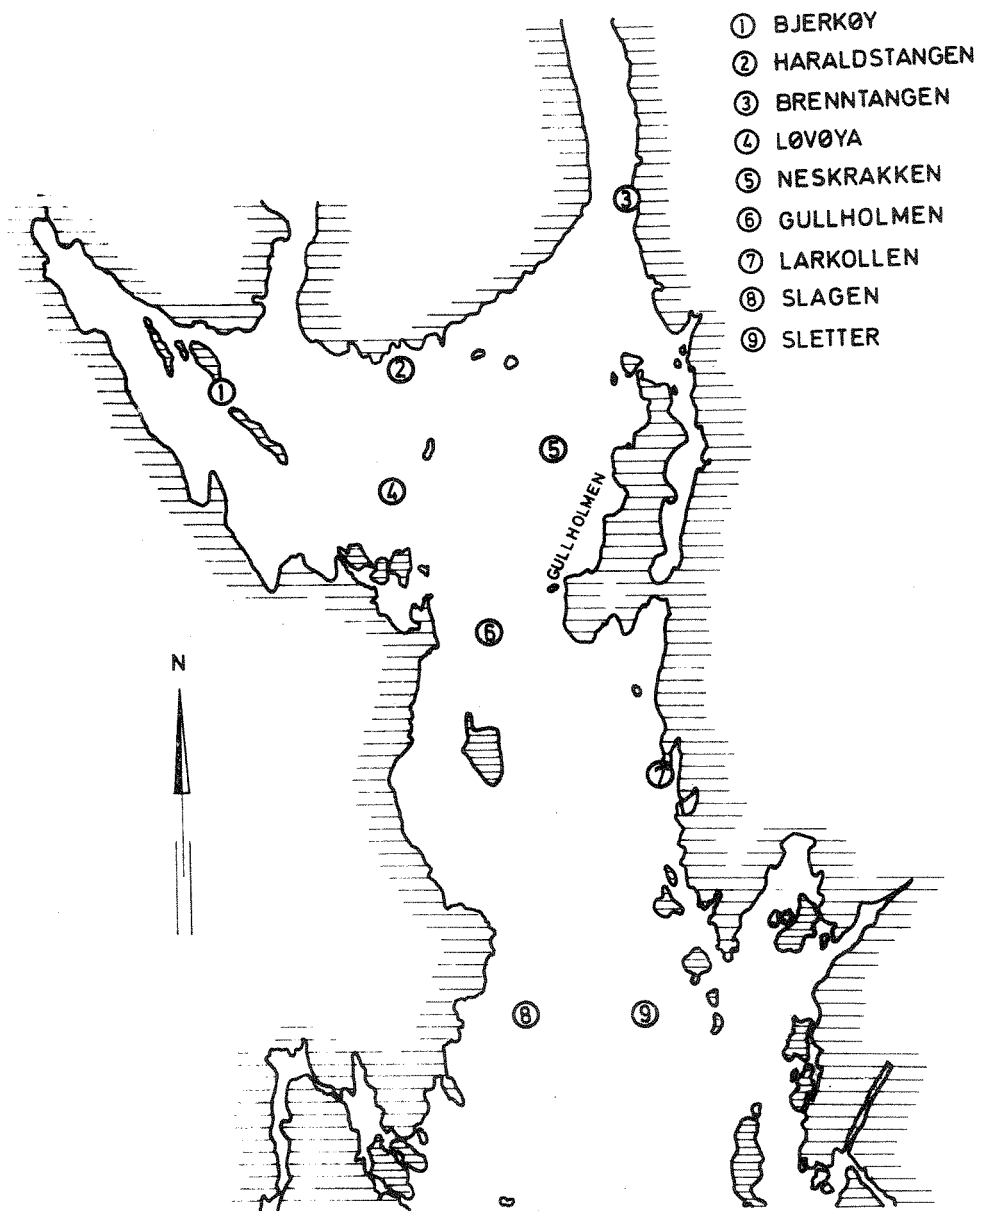 ① BJERKØY
② HARALDSTANGEN
③ BRENNTANGEN
④ LØVØYA
⑤ NESKRAKKEN
⑥ GULLHOLMEN
⑦ LARKOLLEN
⑧ SLAGEN
⑨ SLETTER
③
②
①
⑤
④
GULLHOLMEN
⑥
N
⑦
⑧ ⑨